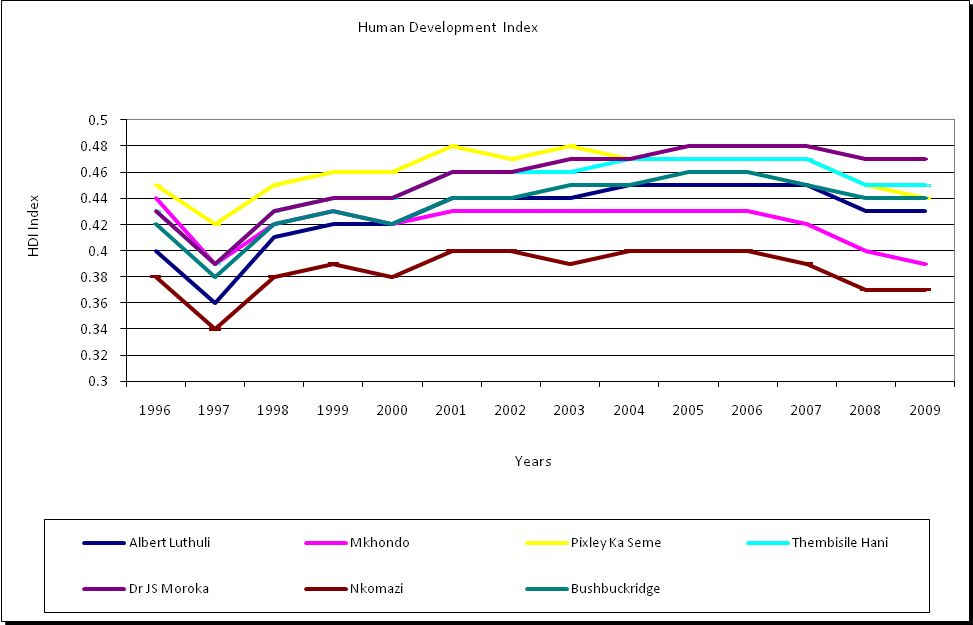 Human Development Index
0.5
0.48
0.46
0.44
0.42
0.4
0.38
0.36
0.34
0.32
0.3
HDI Index
1996 1997 1998 1999 2000 2001 2002 2003 2004 2005 2006 2007 2008 2009
Years
Albert Luthuli Mkhondo Pixley Ka Seme Thembisile Hani
Dr JS Moroka Nkomazi Bushbuckridge